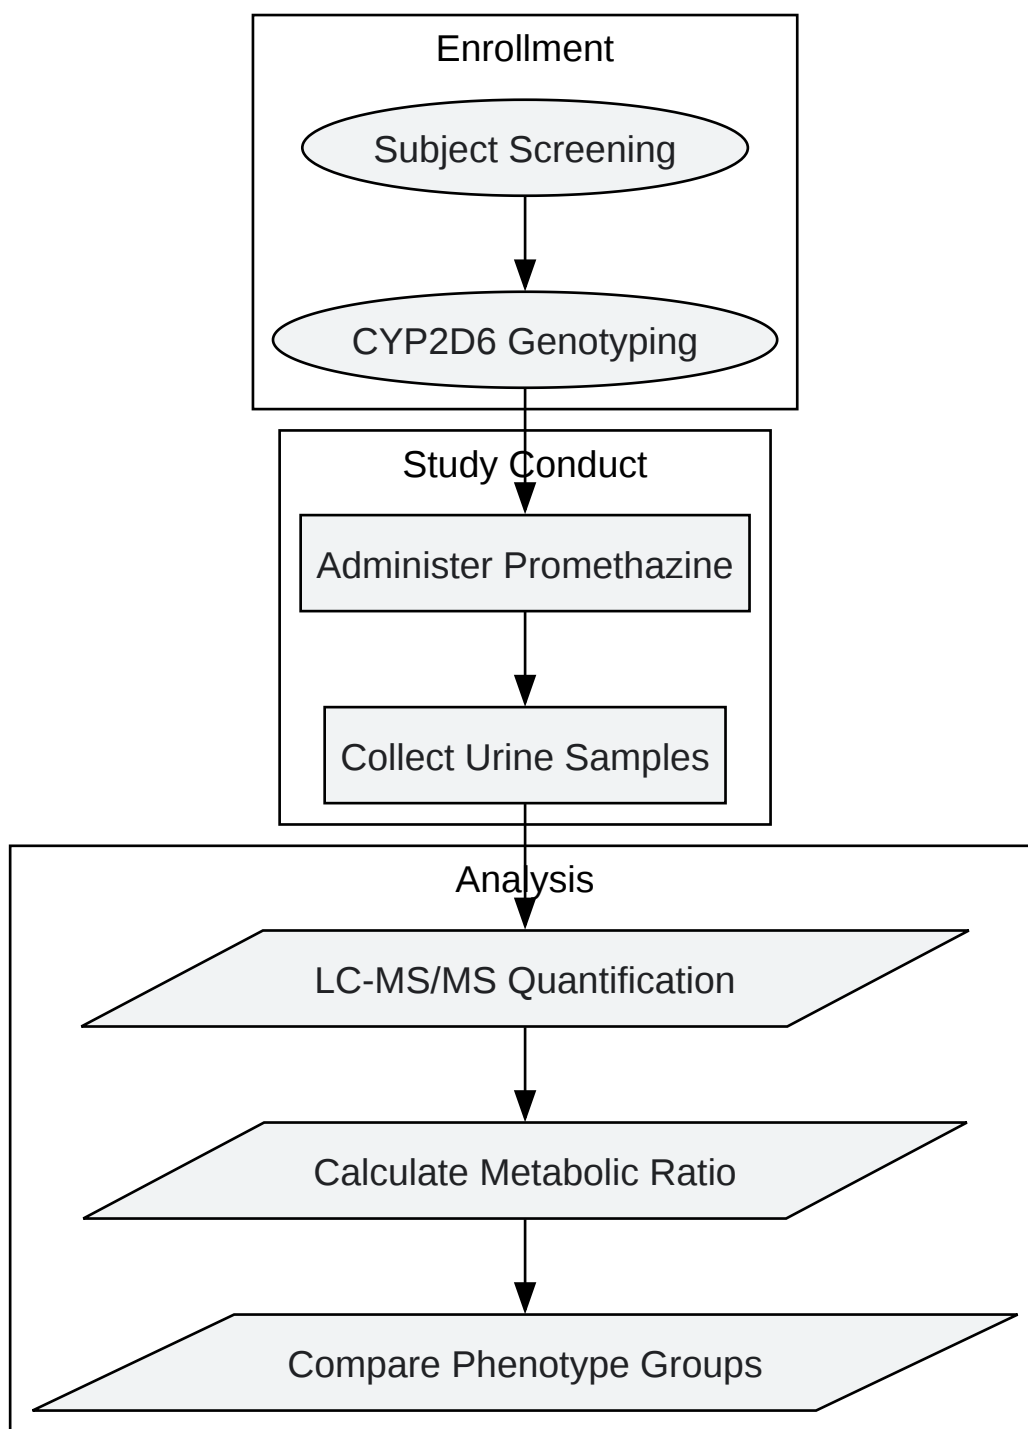 Enrollment
Subject Screening
CYP2D6 Genotyping
Study Conduct
Administer Promethazine
Collect Urine Samples
Analysis
LC-MS/MS Quantification
Calculate Metabolic Ratio
Compare Phenotype Groups